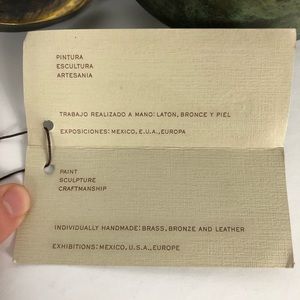 PINTURA
ESCULTURA
ARTESANIA
TRABAJO REALIZADO A MANO: LATON, BRONCE Y PIEL
EXPOSICIONES: MEXICO, E.U.A., EUROPA
PAINT
SCULPTURE
CRAFTMANSHIP
INDIVIDUALLY HANDMADE: BRASS, BRONZE AND LEATHER
EXHIBITIONS: MEXICO, U.S.A., EUROPE